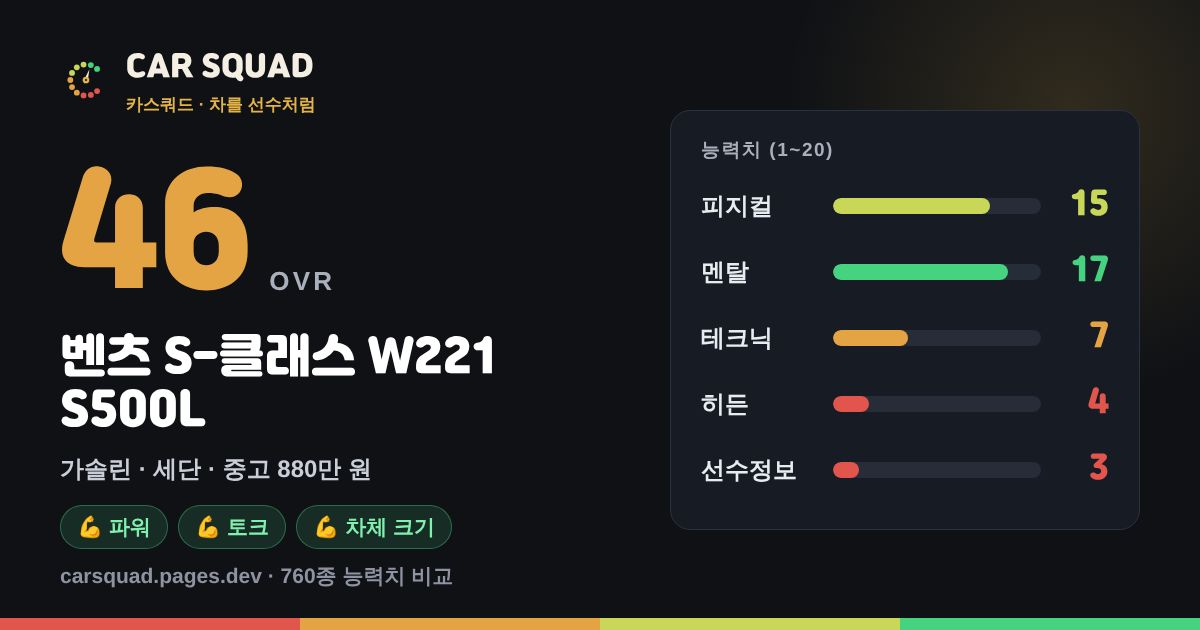 CAR SQUAD
카스쿼드 · 차를 선수처럼
46 OVR
벤츠 S-클래스 W221
S500L
가솔린 · 세단 · 중고 880만 원
💪 파워 💪 토크 💪 차체 크기
carsquad.pages.dev · 760종 능력치 비교
능력치 (1~20)
피지컬 15
멘탈 17
테크닉 7
히든 4
선수정보 3